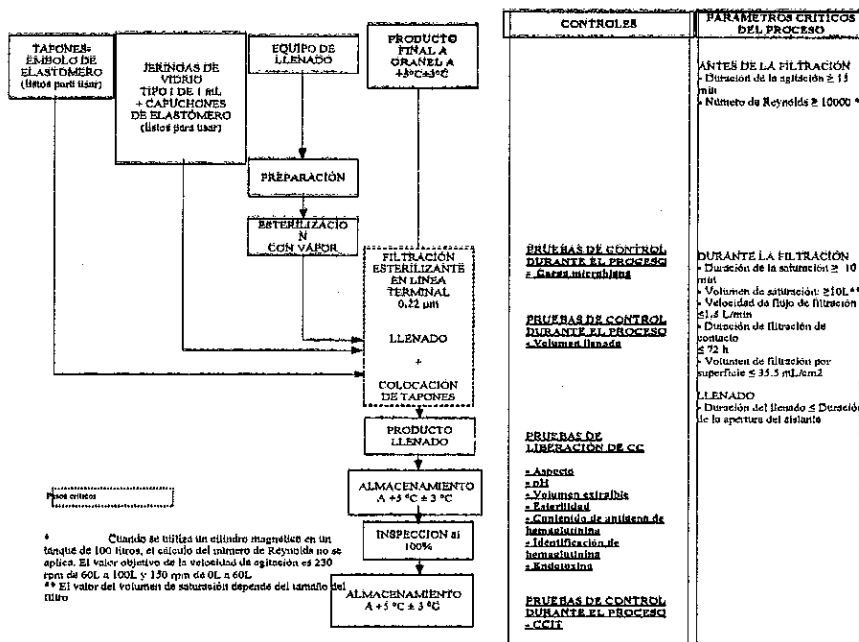 TAPONES-
ÉMBOLO DE
ELASTÓMERO
(listos para usar)
JERINGAS DE
VIDRIO
TIPO I DE 1 mL
+ CAPUCHONES
DE ELASTÓMERO
(listos para usar)
EQUIPO DE
LLENADO
PRODUCTO
FINAL A
GRANEL A
+5°C±3°C
PREPARACIÓN
ESTERILIZACIÓ
N
CON VAPOR
FILTRACIÓN
ESTERILIZANTE
EN LINEA
TERMINAL
0,22 µm
LLENADO
+
COLOCACIÓN
DE TAPONES
PRODUCTO
LLENADO
ALMACENAMIENTO
A +5 °C ± 3 °C
INSPECCION al
100%
ALMACENAMIENTO
A +5 °C ± 3 °C
Pasos críticos
* Cuando se utiliza un cilindro magnético en un
tanque de 100 litros, el cálculo del número de Reynolds no se
aplica. El valor objetivo de la velocidad de agitación es 230
rpm de 60L a 100L y 150 rpm de 0L a 60L
** El valor del volumen de saturación depende del tamaño del
filtro
CONTROLES
PRUEBAS DE CONTROL
DURANTE EL PROCESO
- Carga microbiana
PRUEBAS DE CONTROL
DURANTE EL PROCESO
- Volumen llenado
PRUEBAS DE
LIBERACIÓN DE CC
- Aspecto
- pH
- Volumen extraíble
- Esterilidad
- Contenido de antígeno de
hemaglutinina
- Identificación de
hemaglutinina
- Endotoxina
PRUEBAS DE CONTROL
DURANTE EL PROCESO
- CCIT
PARÁMETROS CRÍTICOS
DEL PROCESO
ANTES DE LA FILTRACIÓN
- Duración de la agitación ≥ 15
min
- Número de Reynolds ≥ 10000 *
DURANTE LA FILTRACIÓN
- Duración de la saturación ≥ 10
min
- Volumen de saturación: ≥10L**
- Velocidad de flujo de filtración
≤1,5 L/min
- Duración de filtración de
contacto
≤ 72 h
- Volumen de filtración por
superficie ≤ 35.5 mL/cm2
LLENADO
- Duración del llenado ≤ Duración
de la apertura del aislante